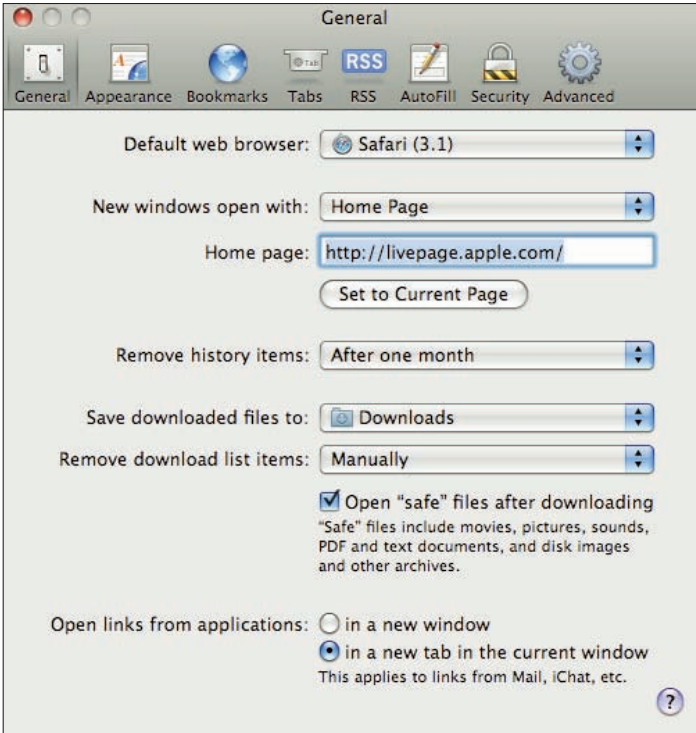 General
Tab RSS
General Appearance Bookmarks Tabs RSS AutoFill Security Advanced
Default web browser: Safari (3.1)
New windows open with: Home Page
Home page: http://livepage.apple.com/
Set to Current Page
Remove history items: After one month
Save downloaded files to: Downloads
Remove download list items: Manually
Open “safe” files after downloading
“Safe” files include movies, pictures, sounds,
PDF and text documents, and disk images
and other archives.
Open links from applications: in a new window
in a new tab in the current window
This applies to links from Mail, iChat, etc.
?